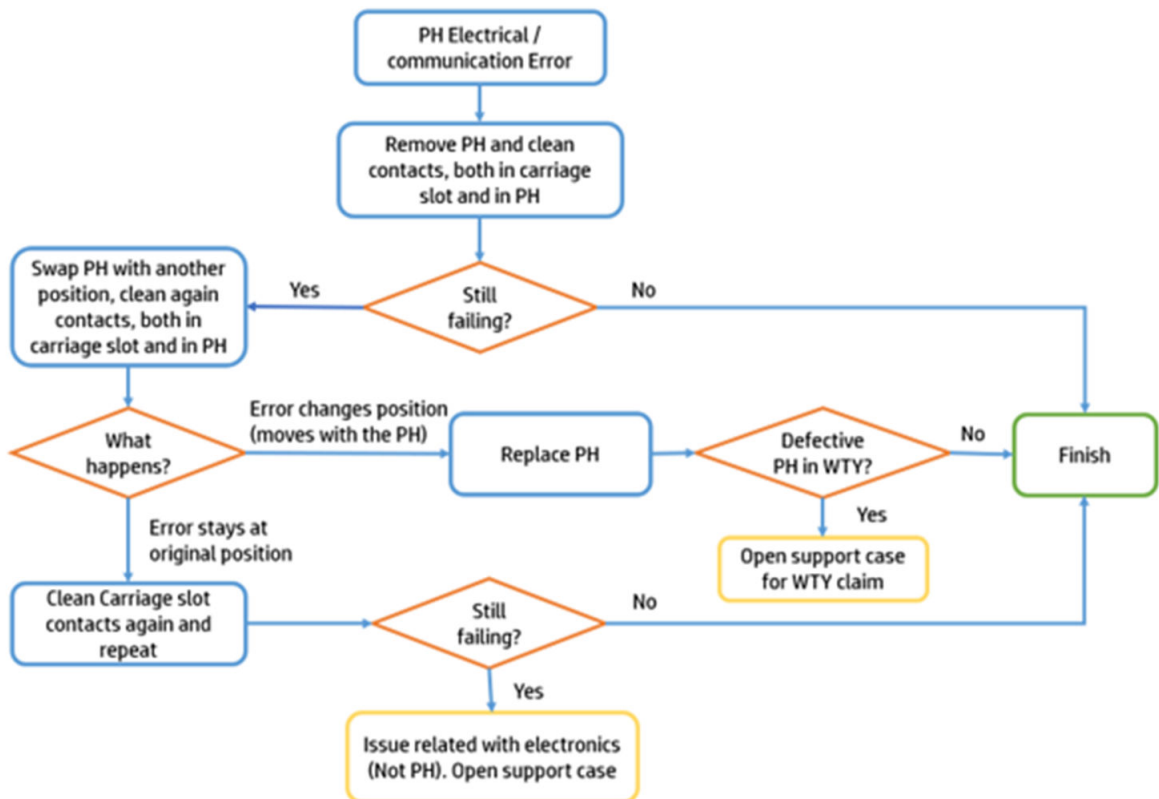 PH Electrical /
communication Error
Remove PH and clean
contacts, both in carriage
slot and in PH
Swap PH with another
position, clean again
contacts, both in
carriage slot and in PH
Yes
Still
failing?
No
What
happens?
Error changes position
(moves with the PH)
Replace PH
Defective
PH in WTY?
No
Finish
Yes
Open support case
for WTY claim
Error stays at
original position
Clean Carriage slot
contacts again and
repeat
Still
failing?
No
Yes
Issue related with electronics
(Not PH). Open support case